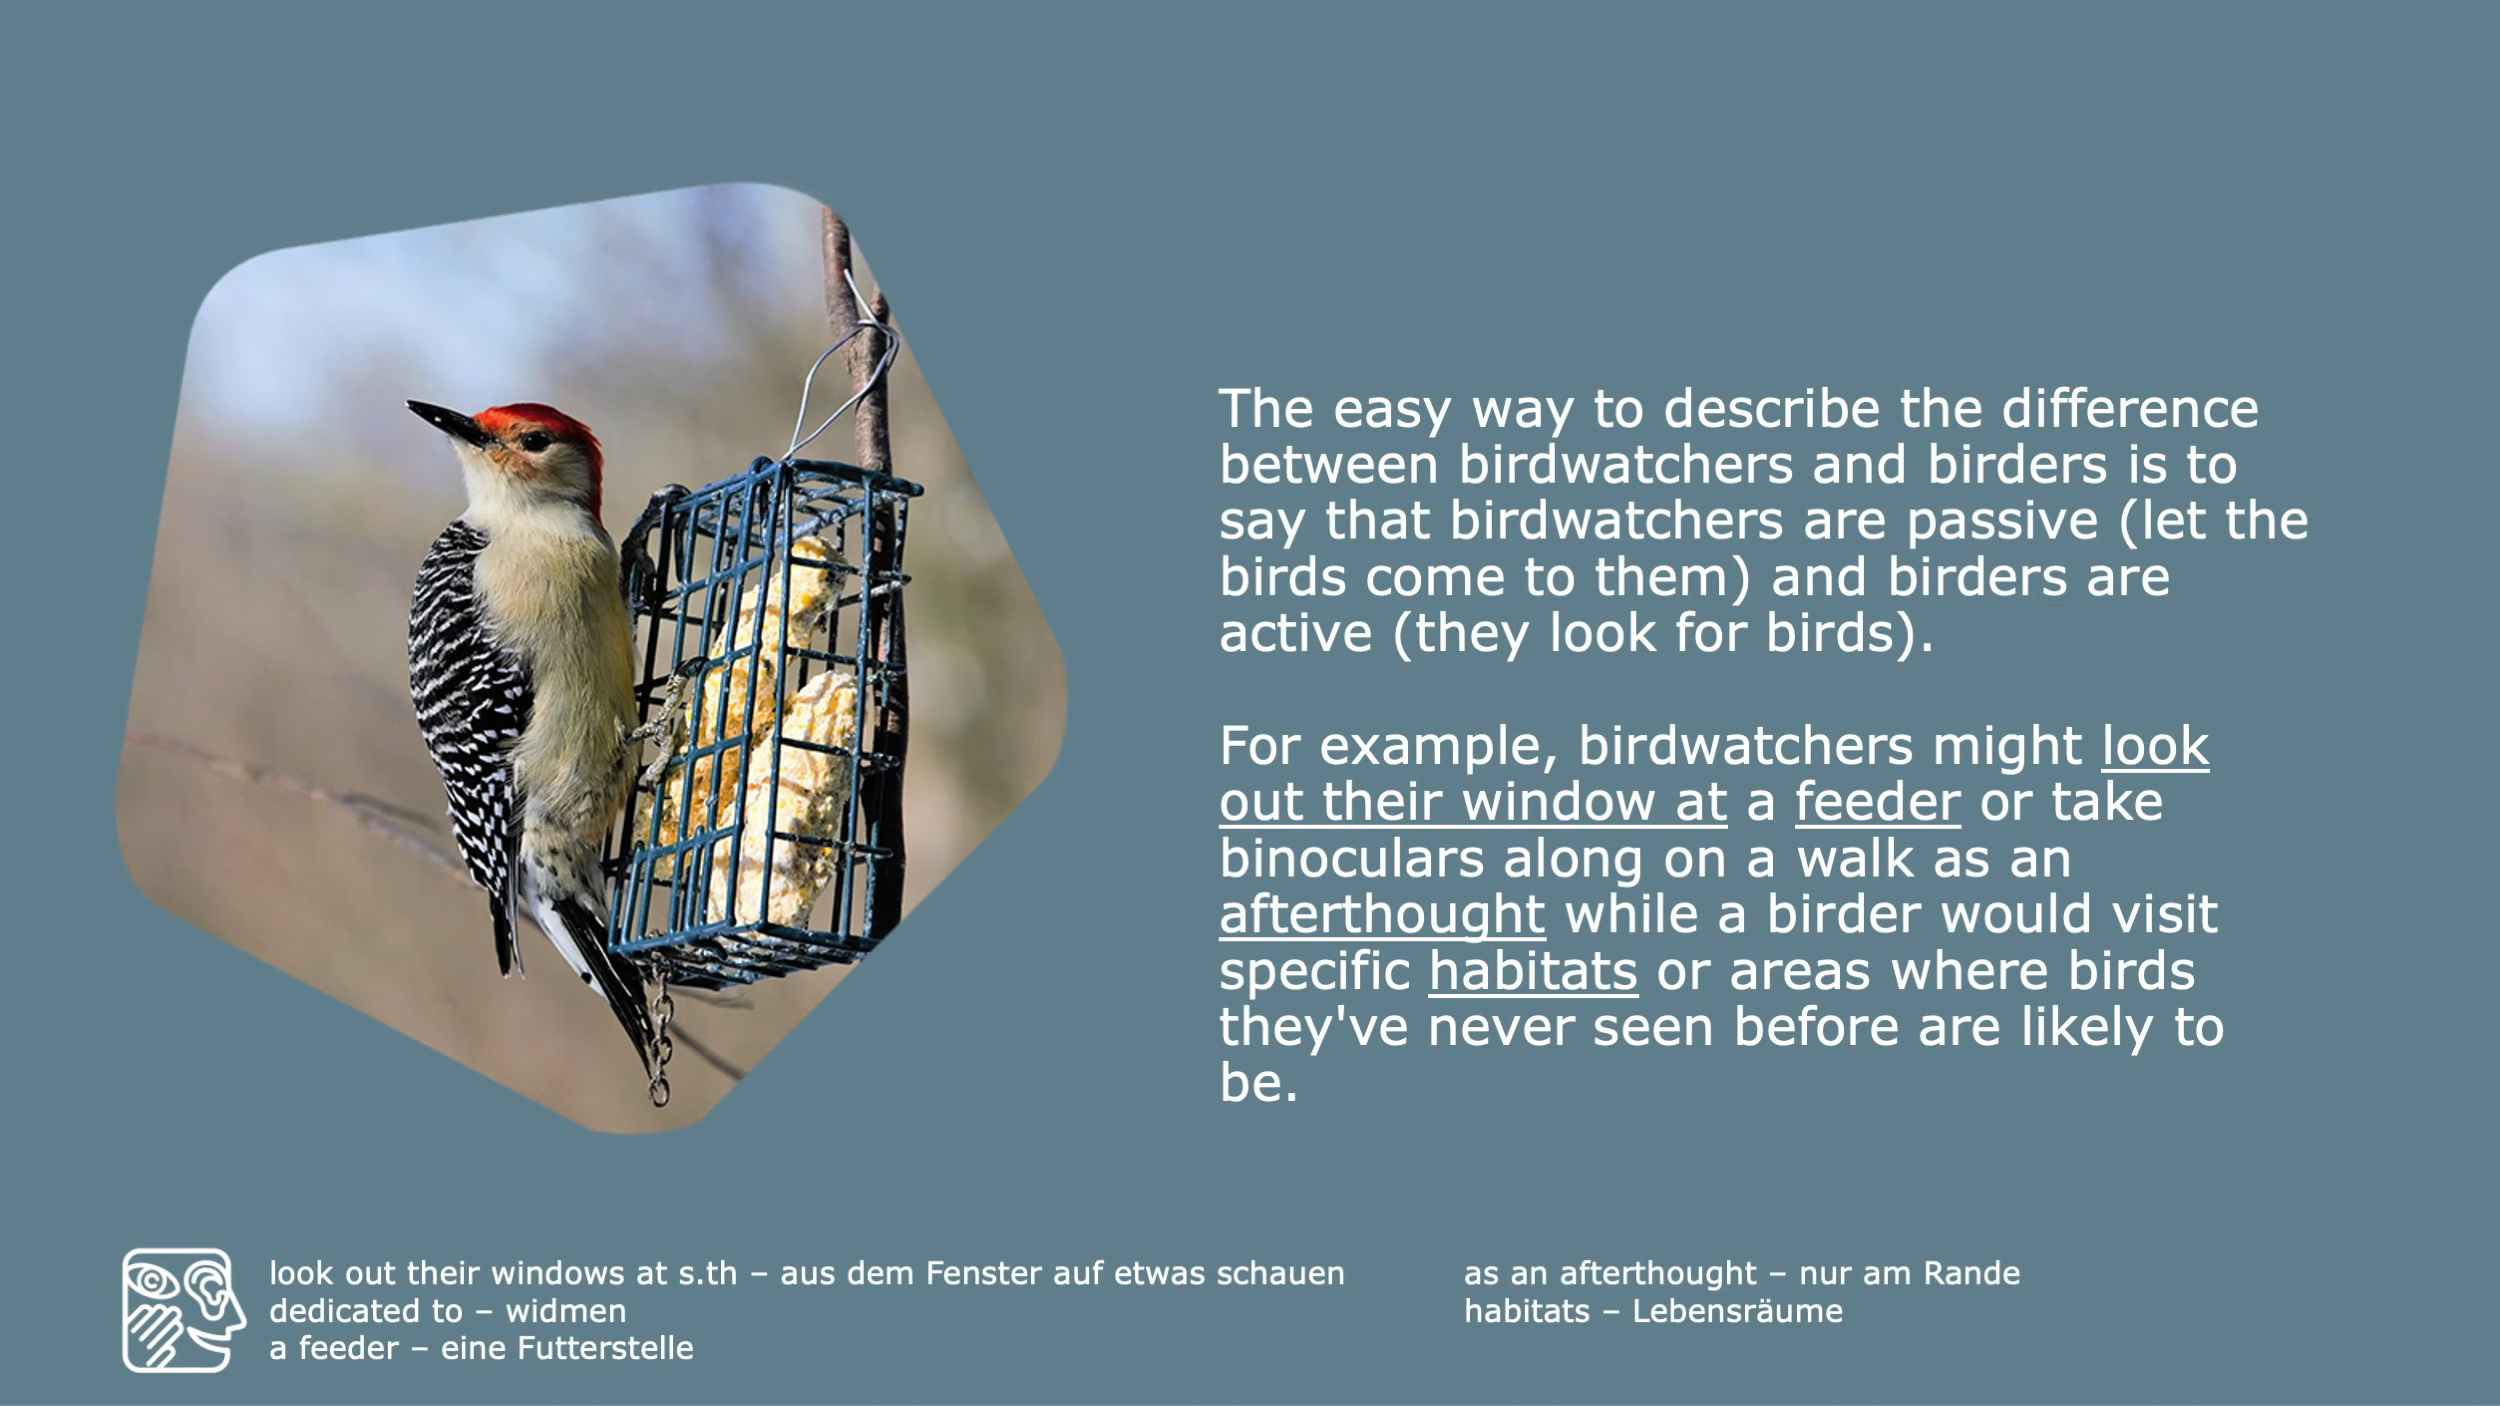 The easy way to describe the difference
between birdwatchers and birders is to
say that birdwatchers are passive (let the
birds come to them) and birders are
active (they look for birds).
For example, birdwatchers might look
out their window at a feeder or take
binoculars along on a walk as an
afterthought while a birder would visit
specific habitats or areas where birds
they've never seen before are likely to
be.
look out their windows at s.th – aus dem Fenster auf etwas schauen
dedicated to – widmen
a feeder – eine Futterstelle
as an afterthought – nur am Rande
habitats – Lebensräume